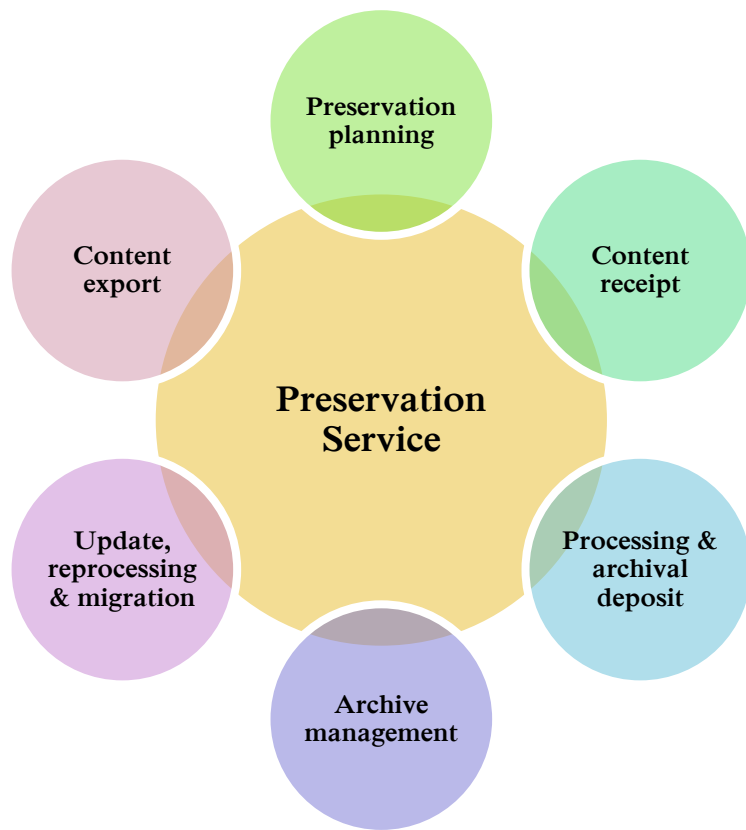 Preservation
planning
Content
receipt
Processing &
archival
deposit
Archive
management
Update,
reprocessing
& migration
Content
export
Preservation
Service